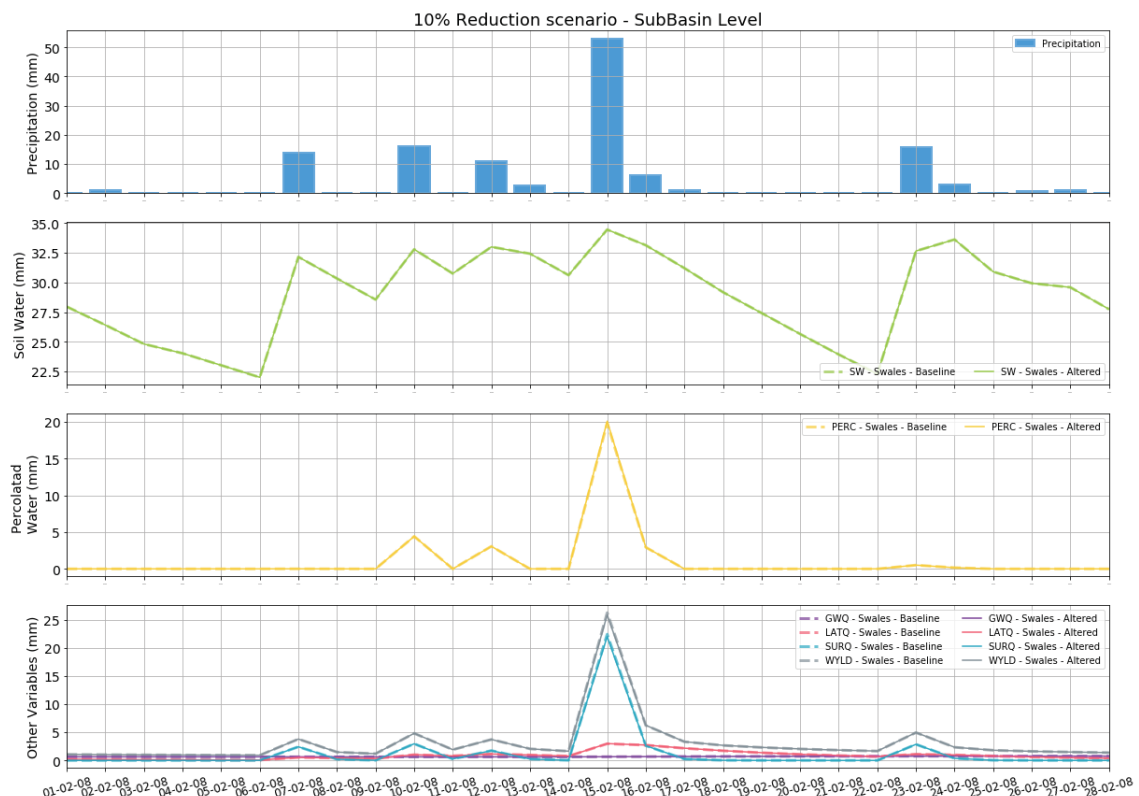 10% Reduction scenario - SubBasin Level
Precipitation (mm)
50
40
30
20
10
0
Precipitation
Soil Water (mm)
35.0
32.5
30.0
27.5
25.0
22.5
SW - Swales - Baseline SW - Swales - Altered
Percolatad
Water (mm)
20
15
10
5
0
PERC - Swales - Baseline PERC - Swales - Altered
Other Variables (mm)
25
20
15
10
5
0
GWQ - Swales - Baseline GWQ - Swales - Altered
LATQ - Swales - Baseline LATQ - Swales - Altered
SURQ - Swales - Baseline SURQ - Swales - Altered
WYLD - Swales - Baseline WYLD - Swales - Altered
01-02-08 02-02-08 03-02-08 04-02-08 05-02-08 06-02-08 07-02-08 08-02-08 09-02-08 10-02-08 11-02-08 12-02-08 13-02-08 14-02-08 15-02-08 16-02-08 17-02-08 18-02-08 19-02-08 20-02-08 21-02-08 22-02-08 23-02-08 24-02-08 25-02-08 26-02-08 27-02-08 28-02-08